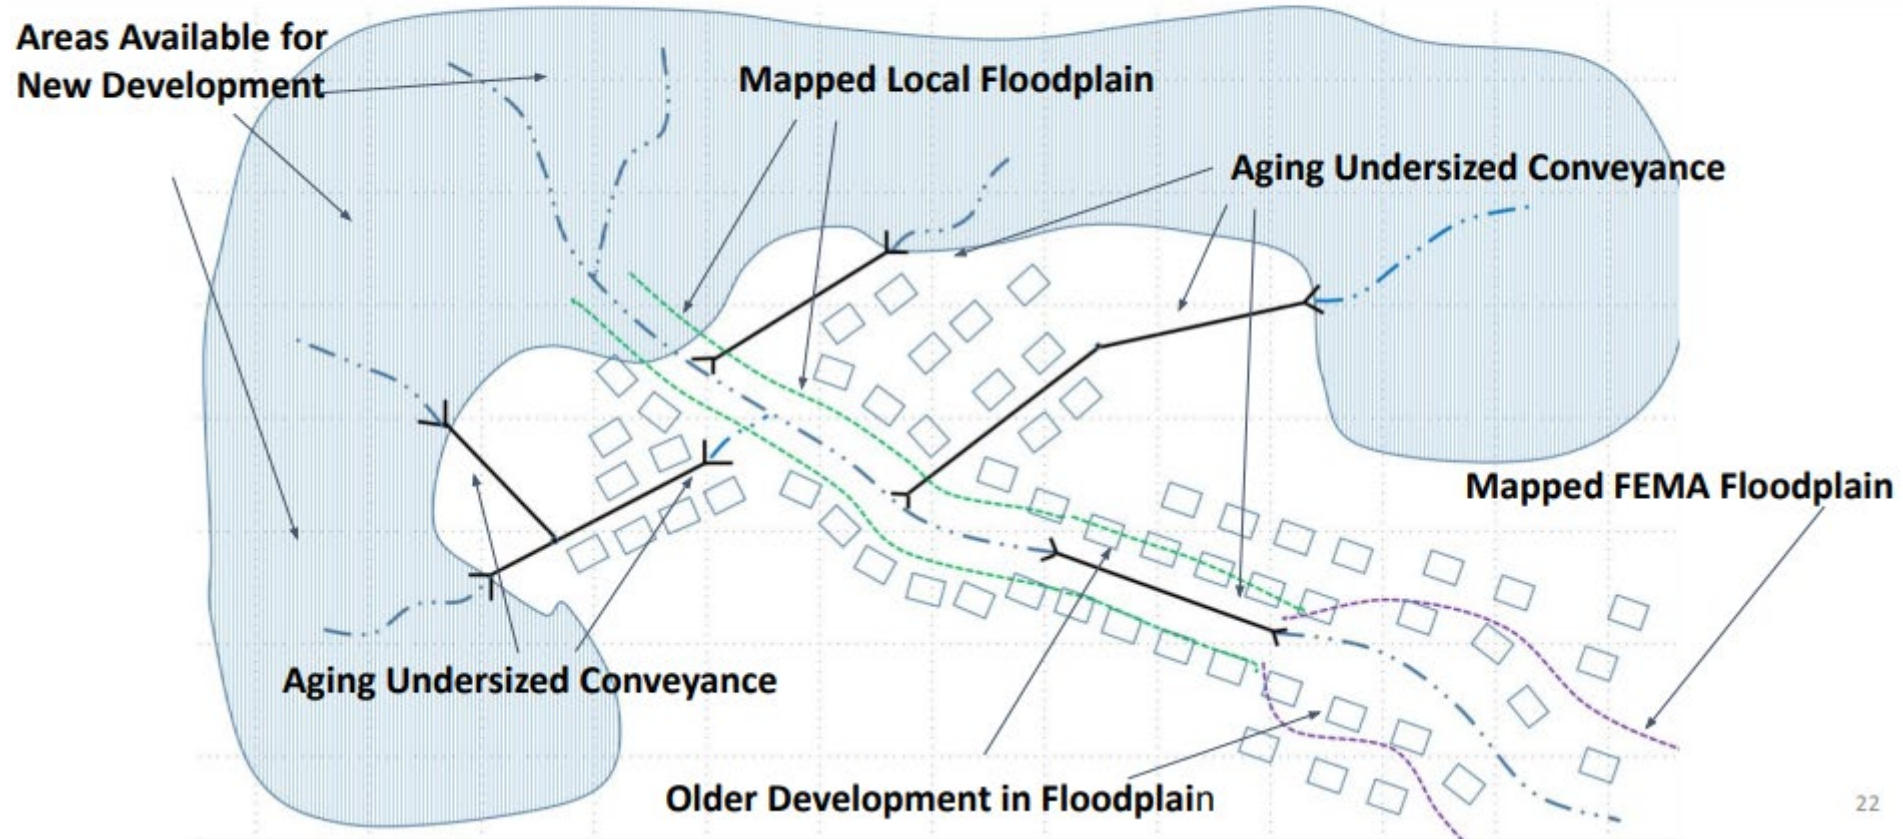 Areas Available for
New Development
Mapped Local Floodplain
Aging Undersized Conveyance
Mapped FEMA Floodplain
Aging Undersized Conveyance
Older Development in Floodplain
22